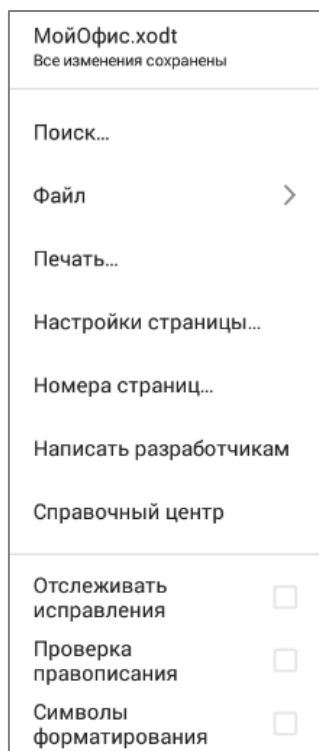 МойОфис.xodt
Все изменения сохранены
Поиск...
Файл
Печать...
Настройки страницы...
Номера страниц...
Написать разработчикам
Справочный центр
Отслеживать
исправления
Проверка
правописания
Символы
форматирования